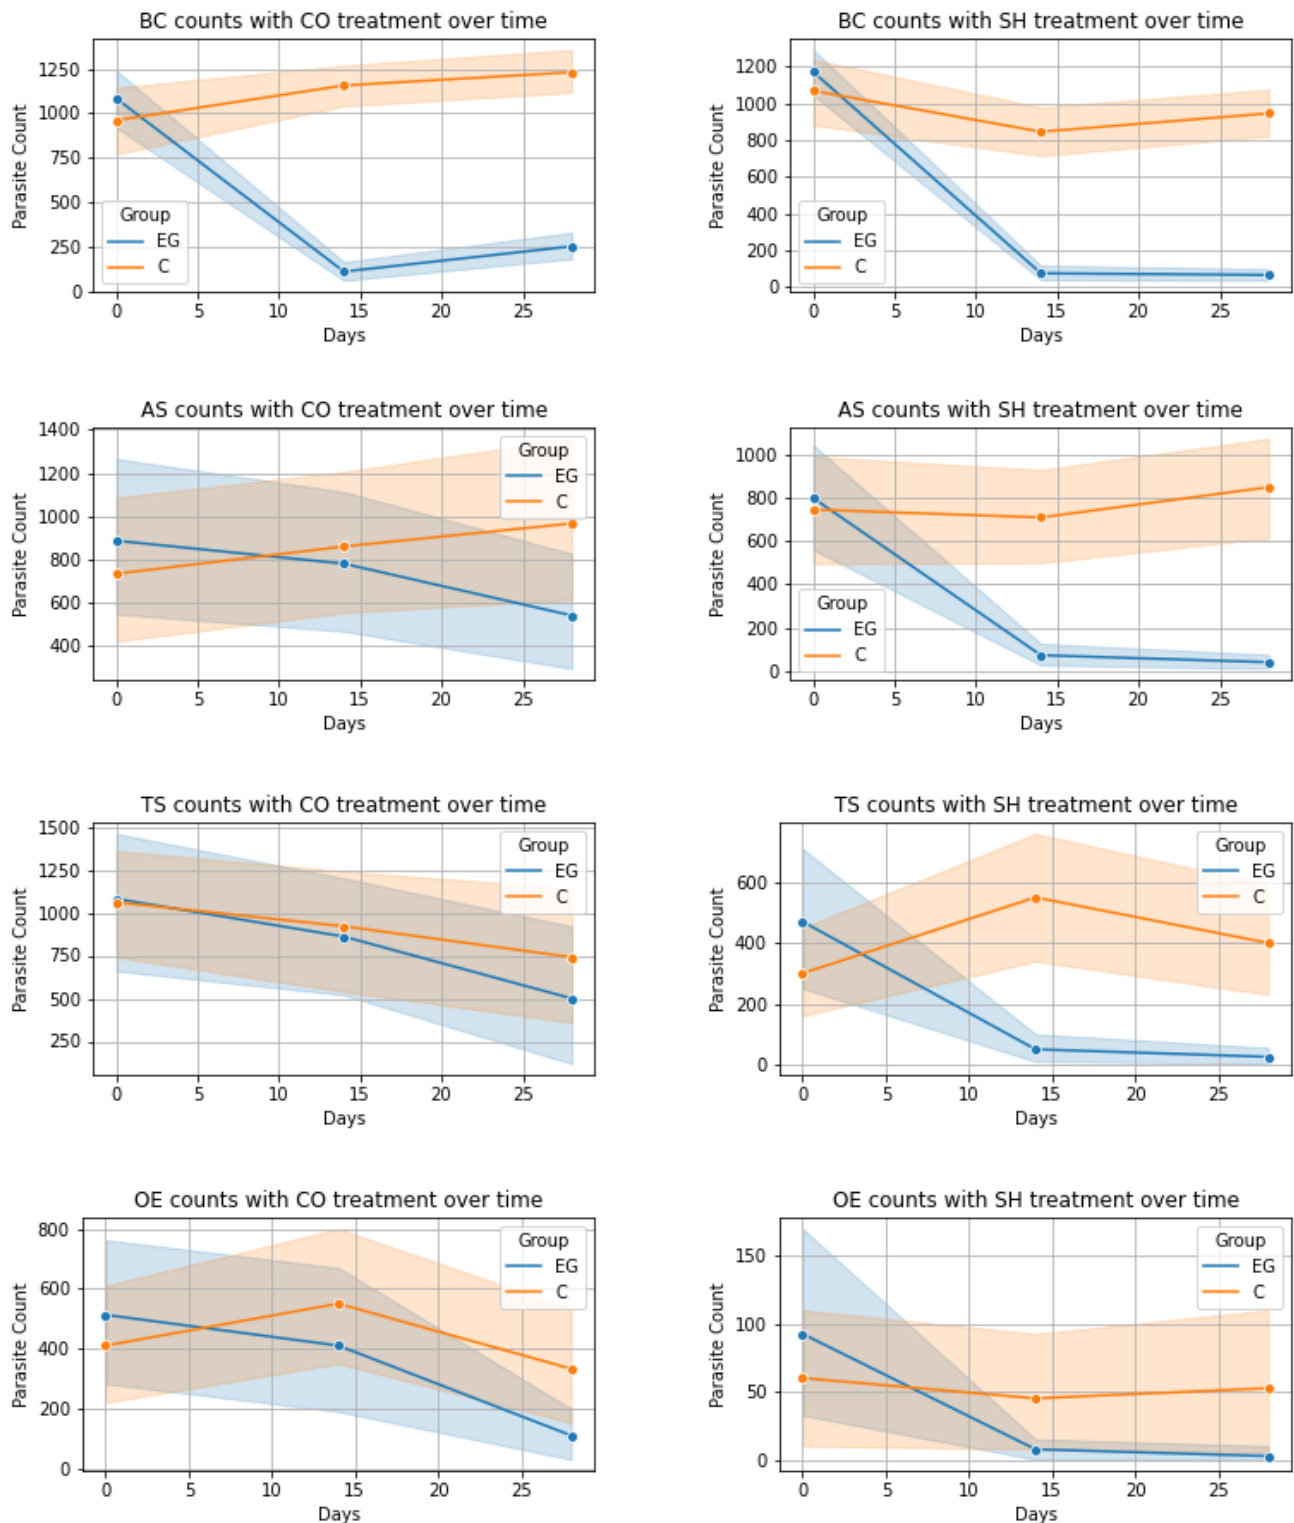 BC counts with CO treatment over time
Parasite Count
1250
1000
750
500
250
0
Group
EG
C
0 5 10 15 20 25
Days
BC counts with SH treatment over time
Parasite Count
1200
1000
800
600
400
200
0
Group
EG
C
0 5 10 15 20 25
Days
AS counts with CO treatment over time
Parasite Count
1400
1200
1000
800
600
400
Group
EG
C
0 5 10 15 20 25
Days
AS counts with SH treatment over time
Parasite Count
1000
800
600
400
200
0
Group
EG
C
0 5 10 15 20 25
Days
TS counts with CO treatment over time
Parasite Count
1500
1250
1000
750
500
250
Group
EG
C
0 5 10 15 20 25
Days
TS counts with SH treatment over time
Parasite Count
600
400
200
0
Group
EG
C
0 5 10 15 20 25
Days
OE counts with CO treatment over time
Parasite Count
800
600
400
200
0
Group
EG
C
0 5 10 15 20 25
Days
OE counts with SH treatment over time
Parasite Count
150
100
50
0
Group
EG
C
0 5 10 15 20 25
Days